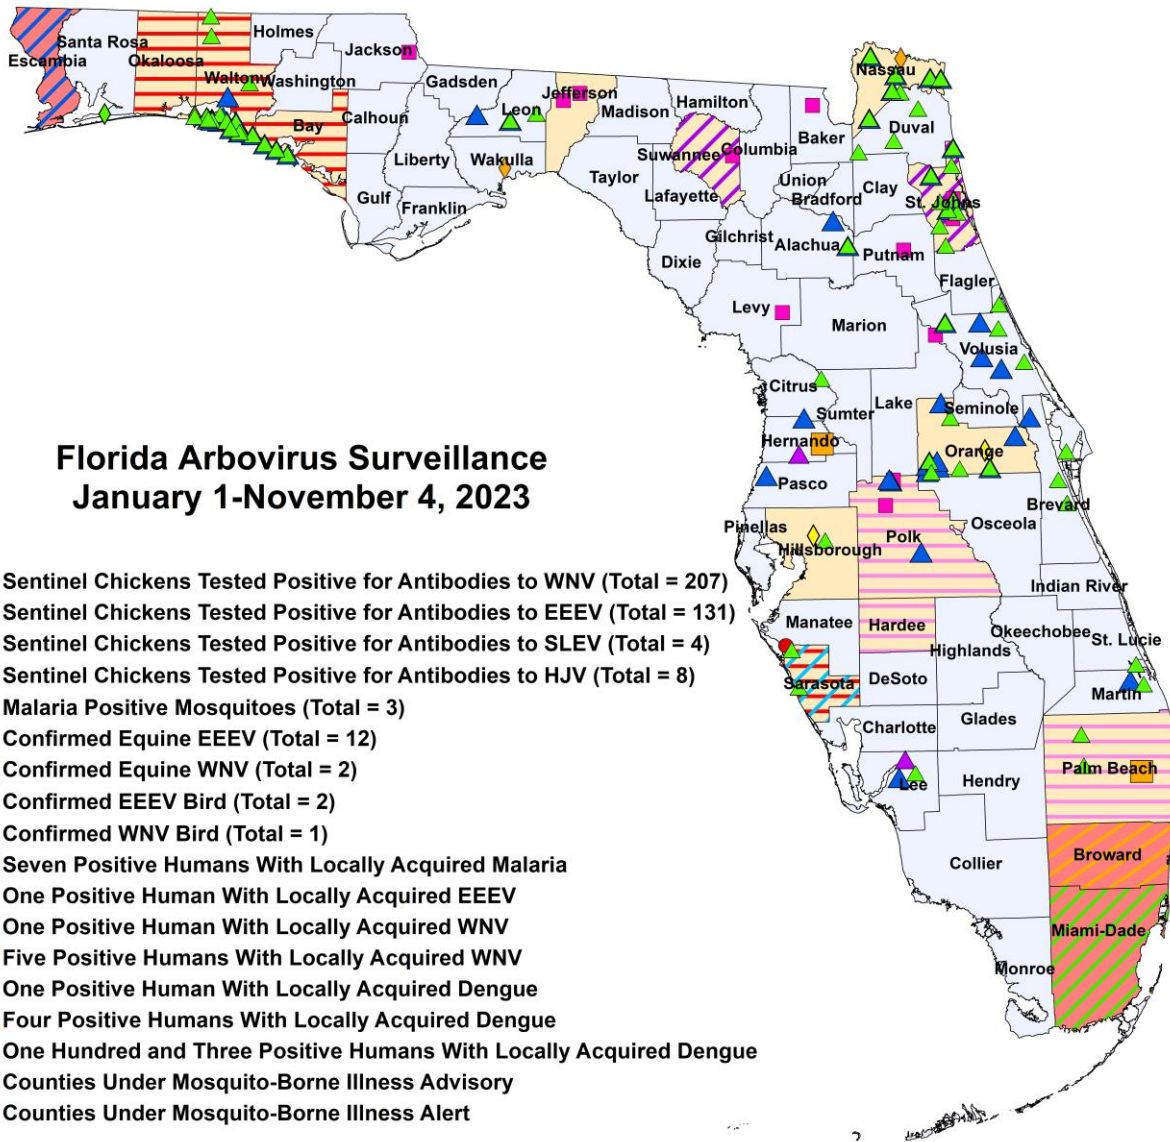 Holmes
Santa Rosa
Jackson
Escambia
Okaloosa
Walton
Washington
Gadsden
Jefferson
Leon
Madison
Hamilton
Nassau
Bay
Calhoun
Duval
Baker
Columbia
Suwannee
Liberty
Wakulla
Taylor
Union
Clay
Lafayette
Bradford
St. Johns
Gulf
Franklin
Gilchrist
Alachua
Putnam
Dixie
Flagler
Levy
Marion
Volusia
Citrus
Lake
Sumter
Seminole
Hernando
Orange
Florida Arbovirus Surveillance
January 1-November 4, 2023
Pasco
Brevard
Pinellas
Osceola
Polk
Hillsborough
Sentinel Chickens Tested Positive for Antibodies to WNV (Total = 207)
Sentinel Chickens Tested Positive for Antibodies to EEEV (Total = 131)
Sentinel Chickens Tested Positive for Antibodies to SLEV (Total = 4)
Sentinel Chickens Tested Positive for Antibodies to HJV (Total = 8)
Malaria Positive Mosquitoes (Total = 3)
Confirmed Equine EEEV (Total = 12)
Confirmed Equine WNV (Total = 2)
Confirmed EEEV Bird (Total = 2)
Confirmed WNV Bird (Total = 1)
Seven Positive Humans With Locally Acquired Malaria
One Positive Human With Locally Acquired EEEV
One Positive Human With Locally Acquired WNV
Five Positive Humans With Locally Acquired WNV
One Positive Human With Locally Acquired Dengue
Four Positive Humans With Locally Acquired Dengue
One Hundred and Three Positive Humans With Locally Acquired Dengue
Counties Under Mosquito-Borne Illness Advisory
Counties Under Mosquito-Borne Illness Alert
Indian River
Manatee
Hardee
Okeechobee
St. Lucie
Highlands
Sarasota
DeSoto
Martin
Charlotte
Glades
Palm Beach
Lee
Hendry
Collier
Broward
Miami-Dade
Monroe